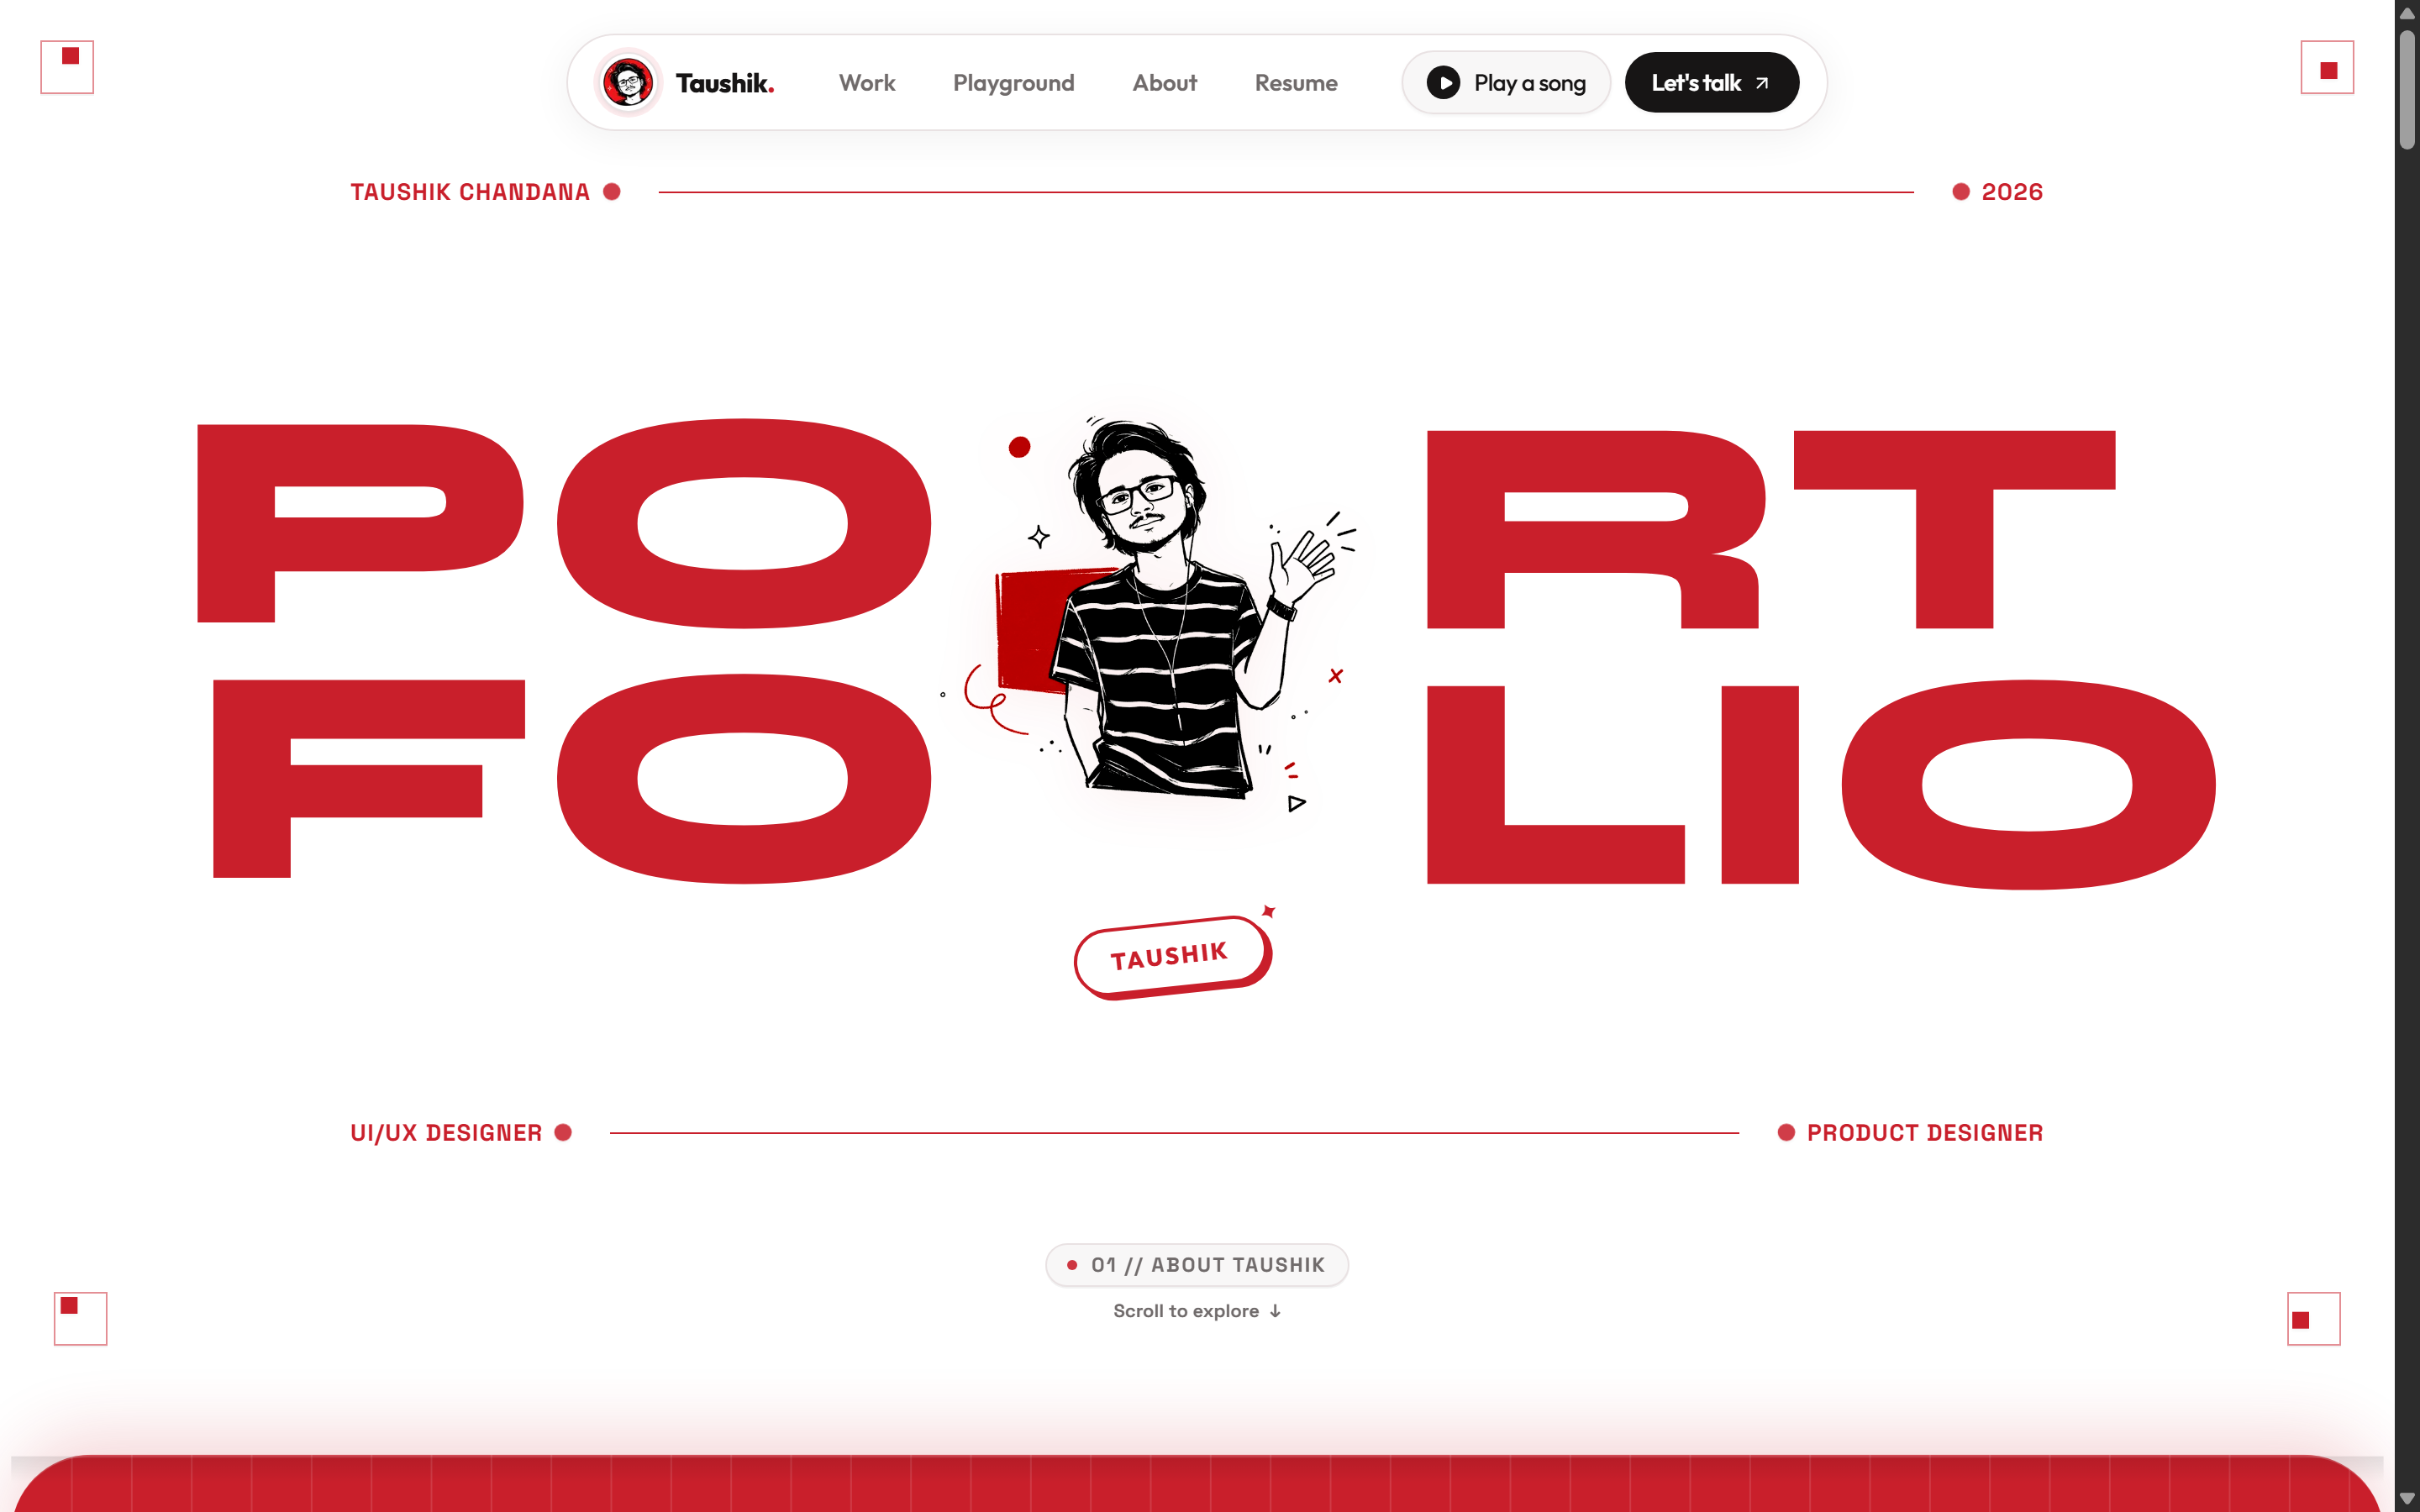 Taushik. Work Playground About Resume Play a song Let's talk ↗
TAUSHIK CHANDANA
2026
PO
RT
FO
LIO
TAUSHIK
UI/UX DESIGNER
PRODUCT DESIGNER
01 // ABOUT TAUSHIK
Scroll to explore ↓